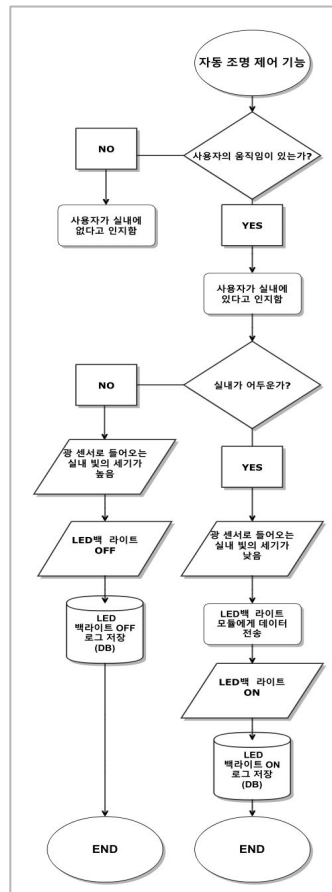 자동 조명 제어 기능
사용자의 움직임이 있는가?
NO
사용자가 실내에
없다고 인지함
YES
사용자가 실내에
있다고 인지함
실내가 어두운가?
NO
광 센서로 들어오는
실내 빛의 세기가
높음
LED백 라이트
OFF
LED
백라이트 OFF
로그 저장
(DB)
END
YES
광 센서로 들어오는
실내 빛의 세기가
낮음
LED백 라이트
모듈에게 데이터
전송
LED백 라이트
ON
LED
백라이트 ON
로그 저장
(DB)
END